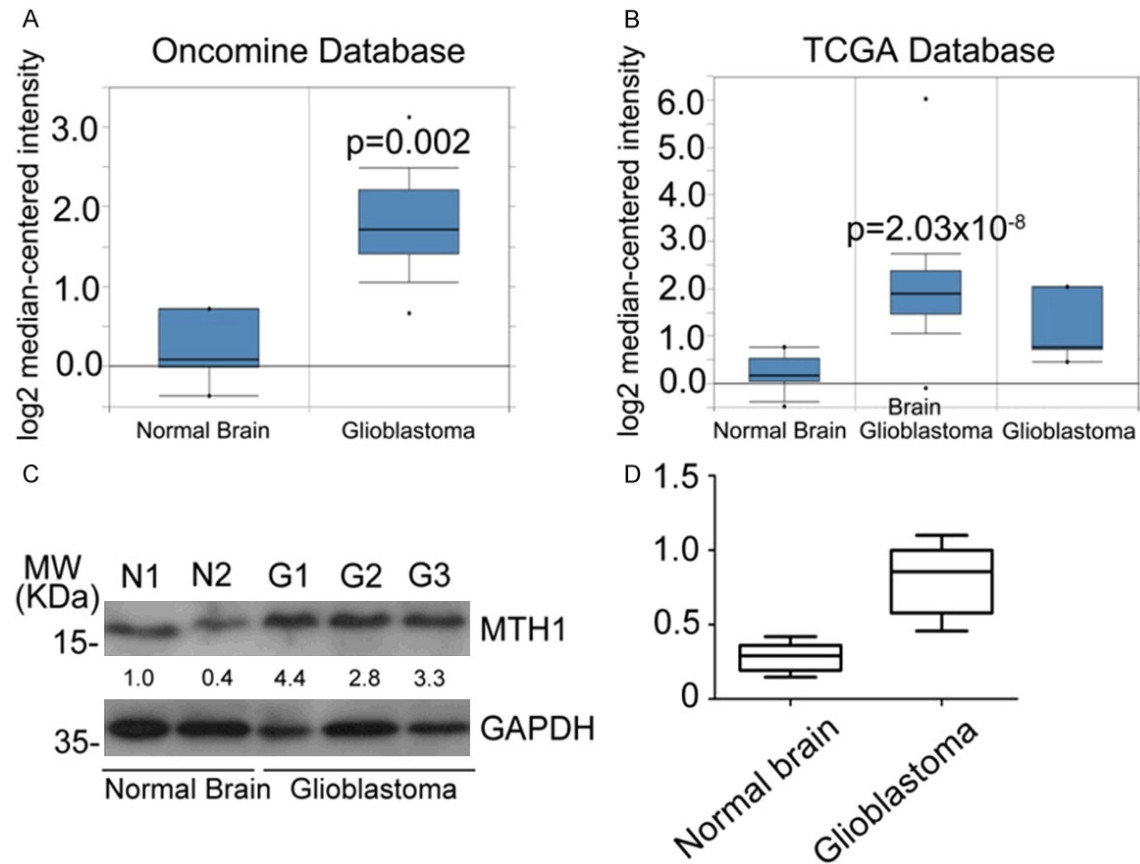 A
Oncomine Database
log2 median-centered intensity
3.0
2.0
1.0
0.0
p=0.002
Normal Brain
Glioblastoma
B
TCGA Database
log2 median-centered intensity
6.0
5.0
4.0
3.0
2.0
1.0
0.0
p=2.03x10-8
Normal Brain
Brain
Glioblastoma
Glioblastoma
C
MW
(KDa)
N1 N2 G1 G2 G3
15-
MTH1
1.0 0.4 4.4 2.8 3.3
35-
GAPDH
Normal Brain Glioblastoma
D
1.5
1.0
0.5
0
Normal brain
Glioblastoma